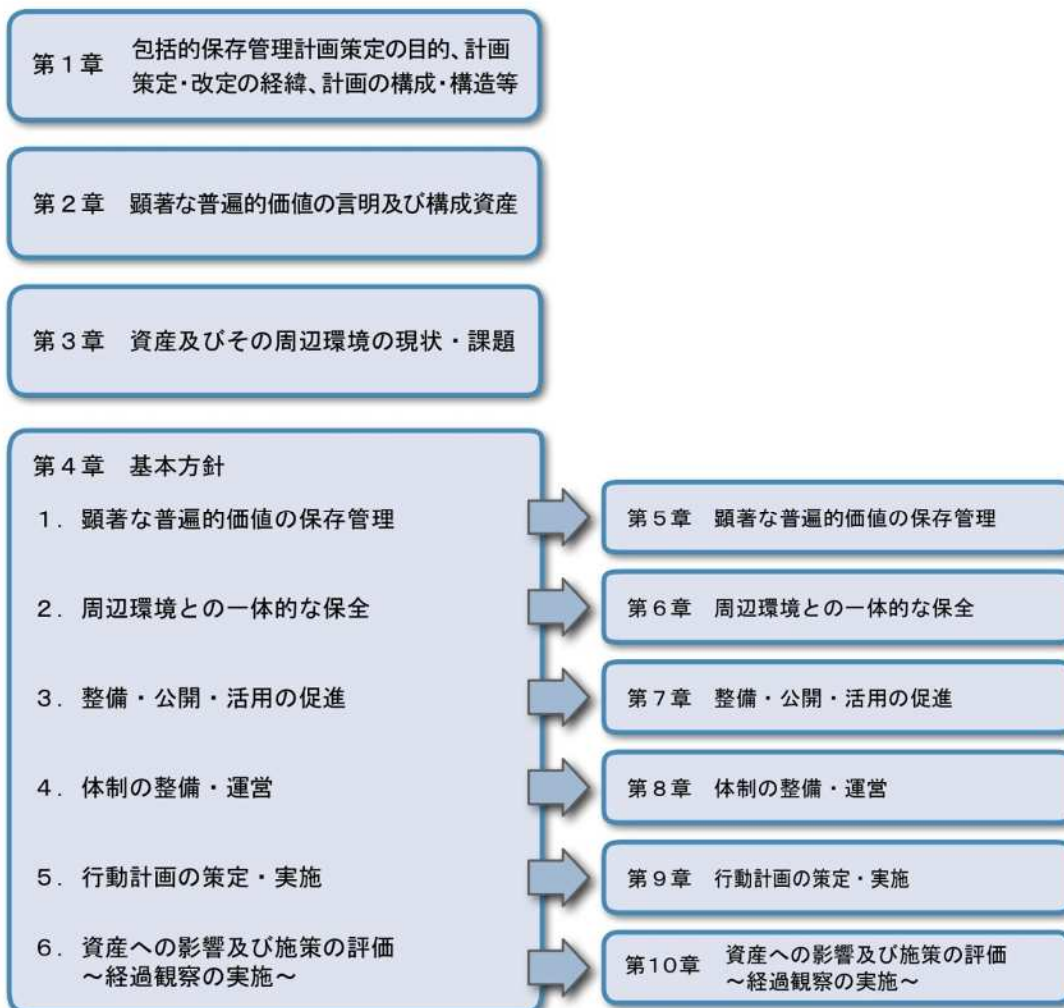 第1章 包括的保存管理計画策定の目的、計画
策定・改定の経緯、計画の構成・構造等
第2章 顕著な普遍的価値の言明及び構成資産
第3章 資産及びその周辺環境の現状・課題
第4章 基本方針
1. 顕著な普遍的価値の保存管理
第5章 顕著な普遍的価値の保存管理
2. 周辺環境との一体的な保全
第6章 周辺環境との一体的な保全
3. 整備・公開・活用の促進
第7章 整備・公開・活用の促進
4. 体制の整備・運営
第8章 体制の整備・運営
5. 行動計画の策定・実施
第9章 行動計画の策定・実施
6. 資産への影響及び施策の評価
～経過観察の実施～
第10章 資産への影響及び施策の評価
～経過観察の実施～